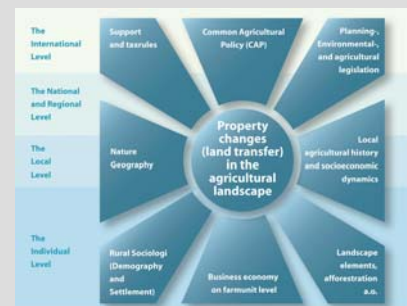 The
International
Level
Support
and taxrules
Common Agricultural
Policy (CAP)
Planning-,
Environmental-,
and agricultural
legislation
The National
and Regional
Level
Property
changes
(land transfer)
in the
agricultural
landscape
The
Local
Level
Nature
Geography
Local
agricultural history
and socioeconomic
dynamics
The
Individual
Level
Rural Sociologi
(Demography
and
Settlement)
Business economy
on farmunit level
Landscape
elements,
afforestration
a.o.